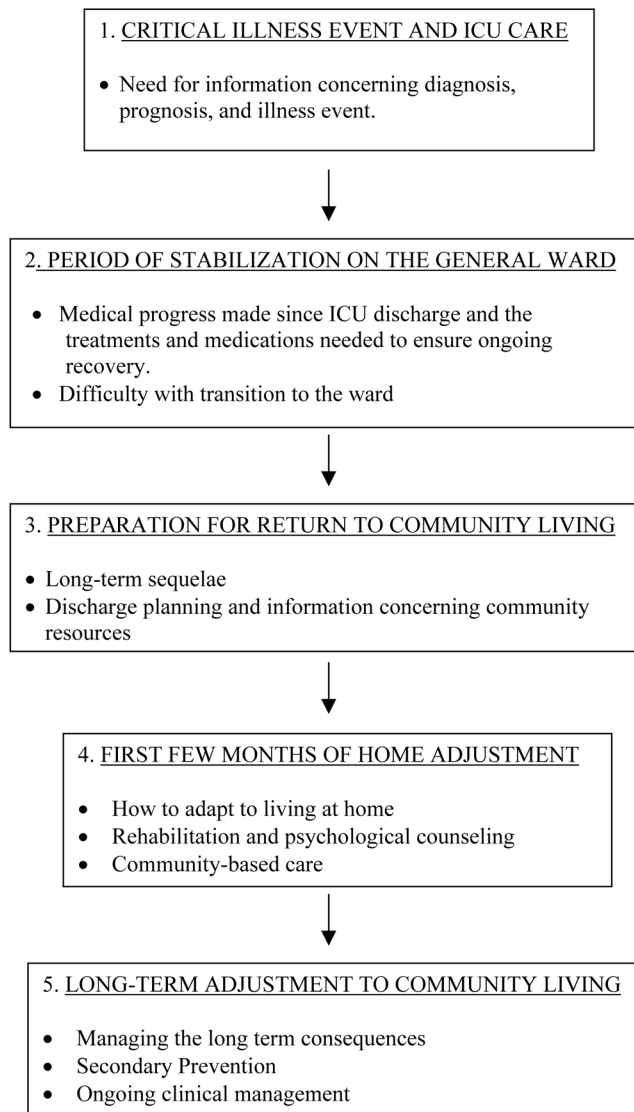 1. CRITICAL ILLNESS EVENT AND ICU CARE
• Need for information concerning diagnosis,
prognosis, and illness event.
2. PERIOD OF STABILIZATION ON THE GENERAL WARD
• Medical progress made since ICU discharge and the
treatments and medications needed to ensure ongoing
recovery.
• Difficulty with transition to the ward
3. PREPARATION FOR RETURN TO COMMUNITY LIVING
• Long-term sequelae
• Discharge planning and information concerning community
resources
4. FIRST FEW MONTHS OF HOME ADJUSTMENT
• How to adapt to living at home
• Rehabilitation and psychological counseling
• Community-based care
5. LONG-TERM ADJUSTMENT TO COMMUNITY LIVING
• Managing the long term consequences
• Secondary Prevention
• Ongoing clinical management